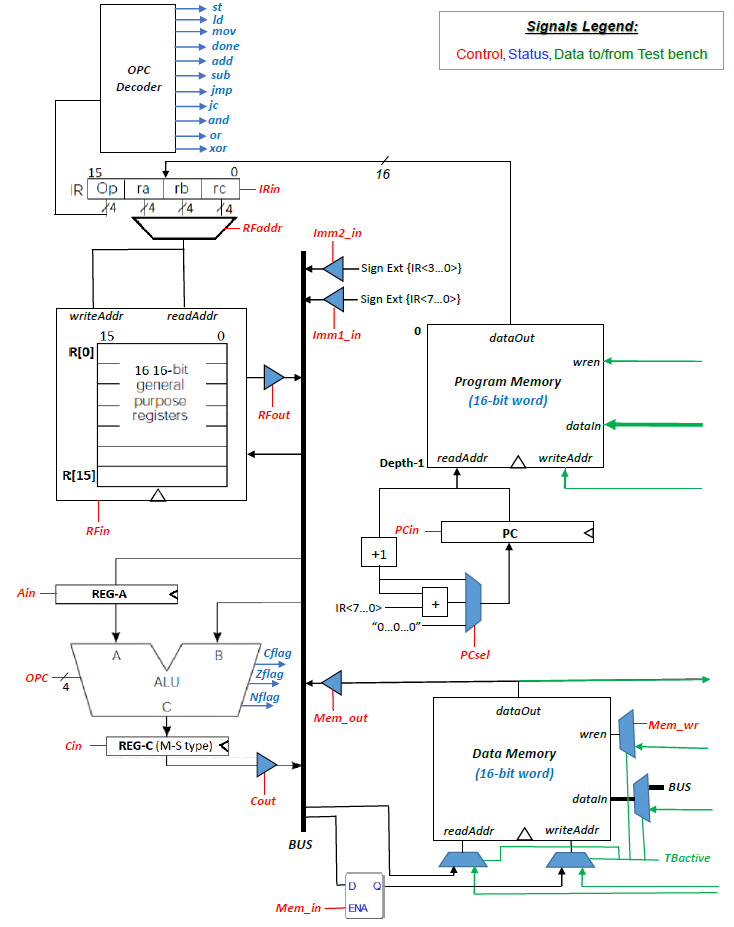 st
ld
mov
done
add
sub
jmp
jc
and
or
xor
OPC
Decoder
Signals Legend:
Control, Status, Data to/from Test bench
15 0
IR Op ra rb rc IRin
4 4 4 4
16
RFaddr
writeAddr readAddr
15 0
R[0]
16 16-bit
general
purpose
registers
R[15]
RFin
RFout
Imm2_in
Sign Ext {IR<3...0>}
Sign Ext {IR<7...0>}
Imm1_in
0
dataOut
wren
Program Memory
(16-bit word)
dataIn
Depth-1
readAddr writeAddr
PCin
PC
+1
+
IR<7...0>
“0...0...0”
PCsel
Ain
REG-A
A B
ALU
C
OPC
4
Cflag
Zflag
Nflag
Cin
REG-C (M-S type)
Cout
BUS
Mem_out
dataOut
wren
Mem_wr
Data Memory
(16-bit word)
dataIn
BUS
readAddr writeAddr
TBactive
D Q
ENA
Mem_in